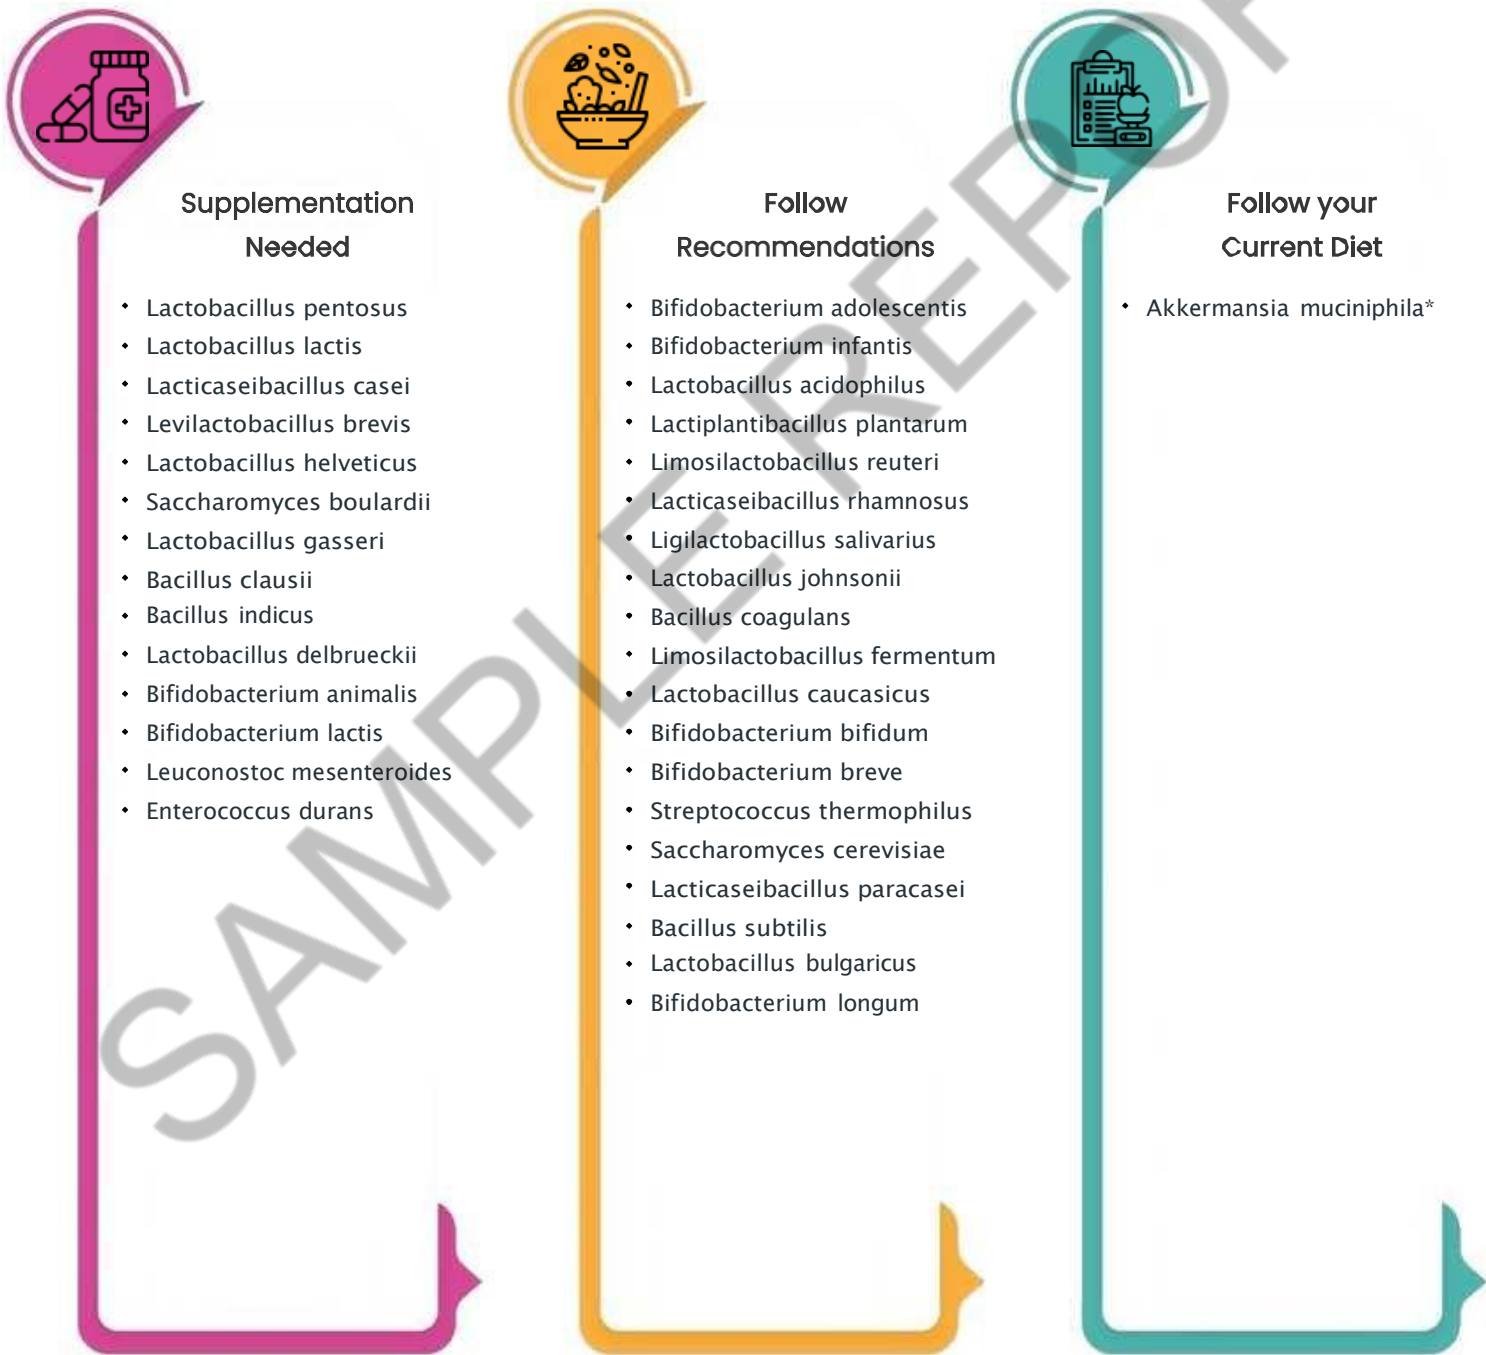 Supplementation
Needed
• Lactobacillus pentosus
• Lactobacillus lactis
• Lacticaseibacillus casei
• Levilactobacillus brevis
• Lactobacillus helveticus
• Saccharomyces boulardii
• Lactobacillus gasseri
• Bacillus clausii
• Bacillus indicus
• Lactobacillus delbrueckii
• Bifidobacterium animalis
• Bifidobacterium lactis
• Leuconostoc mesenteroides
• Enterococcus durans
Follow
Recommendations
• Bifidobacterium adolescentis
• Bifidobacterium infantis
• Lactobacillus acidophilus
• Lactiplantibacillus plantarum
• Limosilactobacillus reuteri
• Lacticaseibacillus rhamnosus
• Ligilactobacillus salivarius
• Lactobacillus johnsonii
• Bacillus coagulans
• Limosilactobacillus fermentum
• Lactobacillus caucasicus
• Bifidobacterium bifidum
• Bifidobacterium breve
• Streptococcus thermophilus
• Saccharomyces cerevisiae
• Lacticaseibacillus paracasei
• Bacillus subtilis
• Lactobacillus bulgaricus
• Bifidobacterium longum
Follow your
Current Diet
• Akkermansia muciniphila*
SAMPLE REPOR